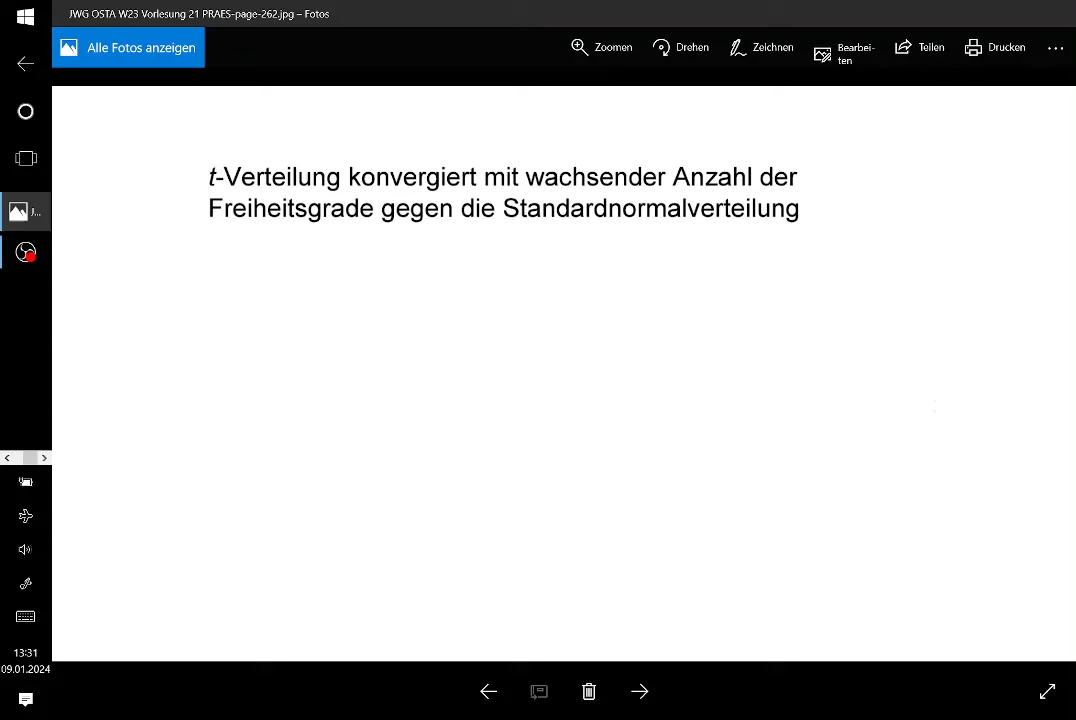 JWG OSTA W23 Vorlesung 21 PRAES-page-262.jpg – Fotos
Alle Fotos anzeigen
Zoomen
Drehen
Zeichnen
Bearbei-
ten
Teilen
Drucken
t-Verteilung konvergiert mit wachsender Anzahl der
Freiheitsgrade gegen die Standardnormalverteilung
J...
13:31
09.01.2024